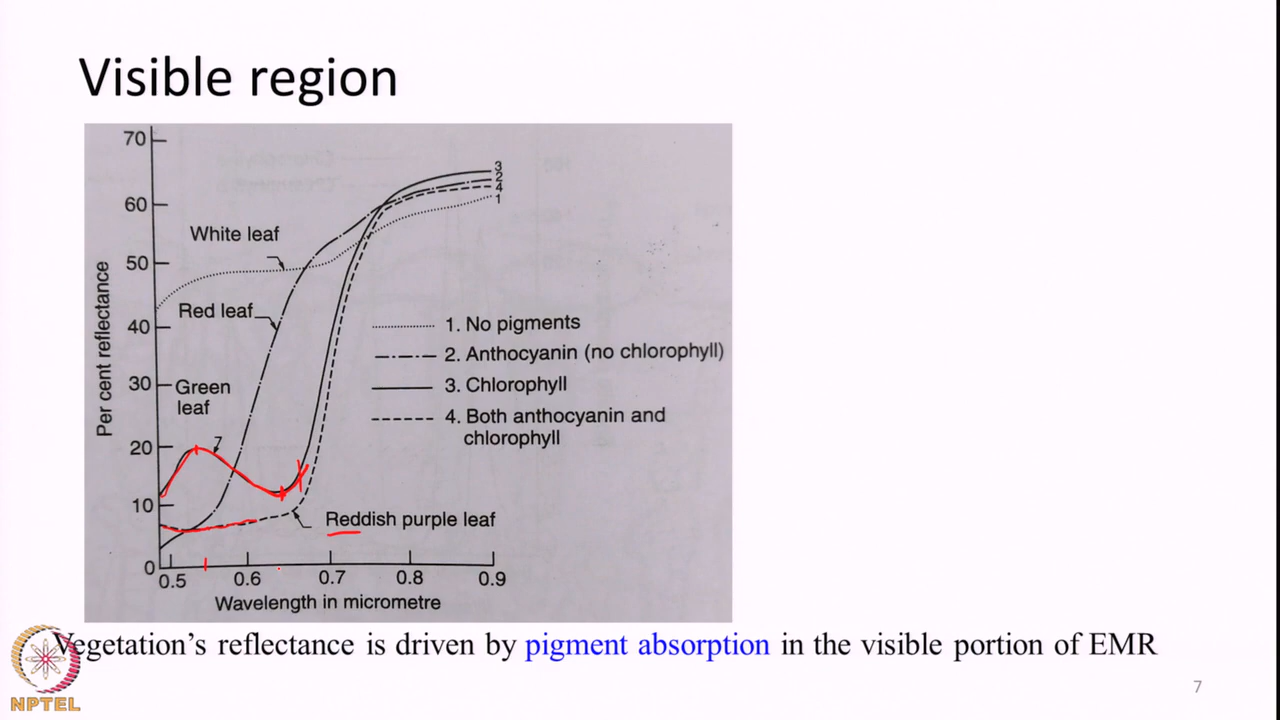 Visible region
70
60
50
40
30
20
10
0
Per cent reflectance
White leaf
Red leaf
Green
leaf
Reddish purple leaf
3
2
4
1
1. No pigments
2. Anthocyanin (no chlorophyll)
3. Chlorophyll
4. Both anthocyanin and
chlorophyll
0.5 0.6 0.7 0.8 0.9
Wavelength in micrometre
Vegetation's reflectance is driven by pigment absorption in the visible portion of EMR
NPTEL
7